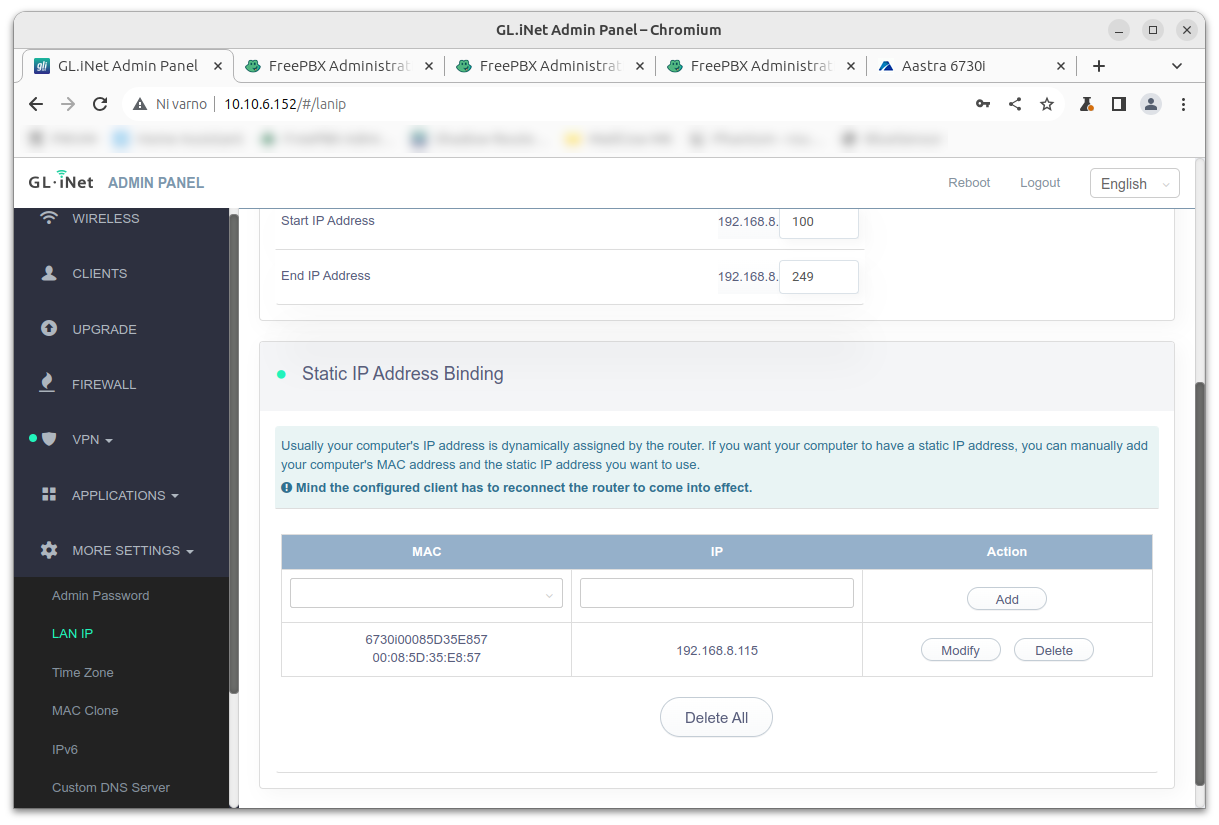 GL.iNet Admin Panel – Chromium
GL.iNet Admin Panel
FreePBX Administrat
FreePBX Administrat
FreePBX Administrat
Aastra 6730I
Ni varno
10.10.6.152/#/lanip
GL·iNet ADMIN PANEL
Reboot
Logout
English
WIRELESS
CLIENTS
UPGRADE
FIREWALL
VPN
APPLICATIONS
MORE SETTINGS
Admin Password
LAN IP
Time Zone
MAC Clone
IPv6
Custom DNS Server
Start IP Address 192.168.8. 100
End IP Address 192.168.8. 249
Static IP Address Binding
Usually your computer's IP address is dynamically assigned by the router. If you want your computer to have a static IP address, you can manually add
your computer's MAC address and the static IP address you want to use.
Mind the configured client has to reconnect the router to come into effect.
MAC IP Action
Add
6730i00085D35E857
00:08:5D:35:E8:57
192.168.8.115
Modify Delete
Delete All